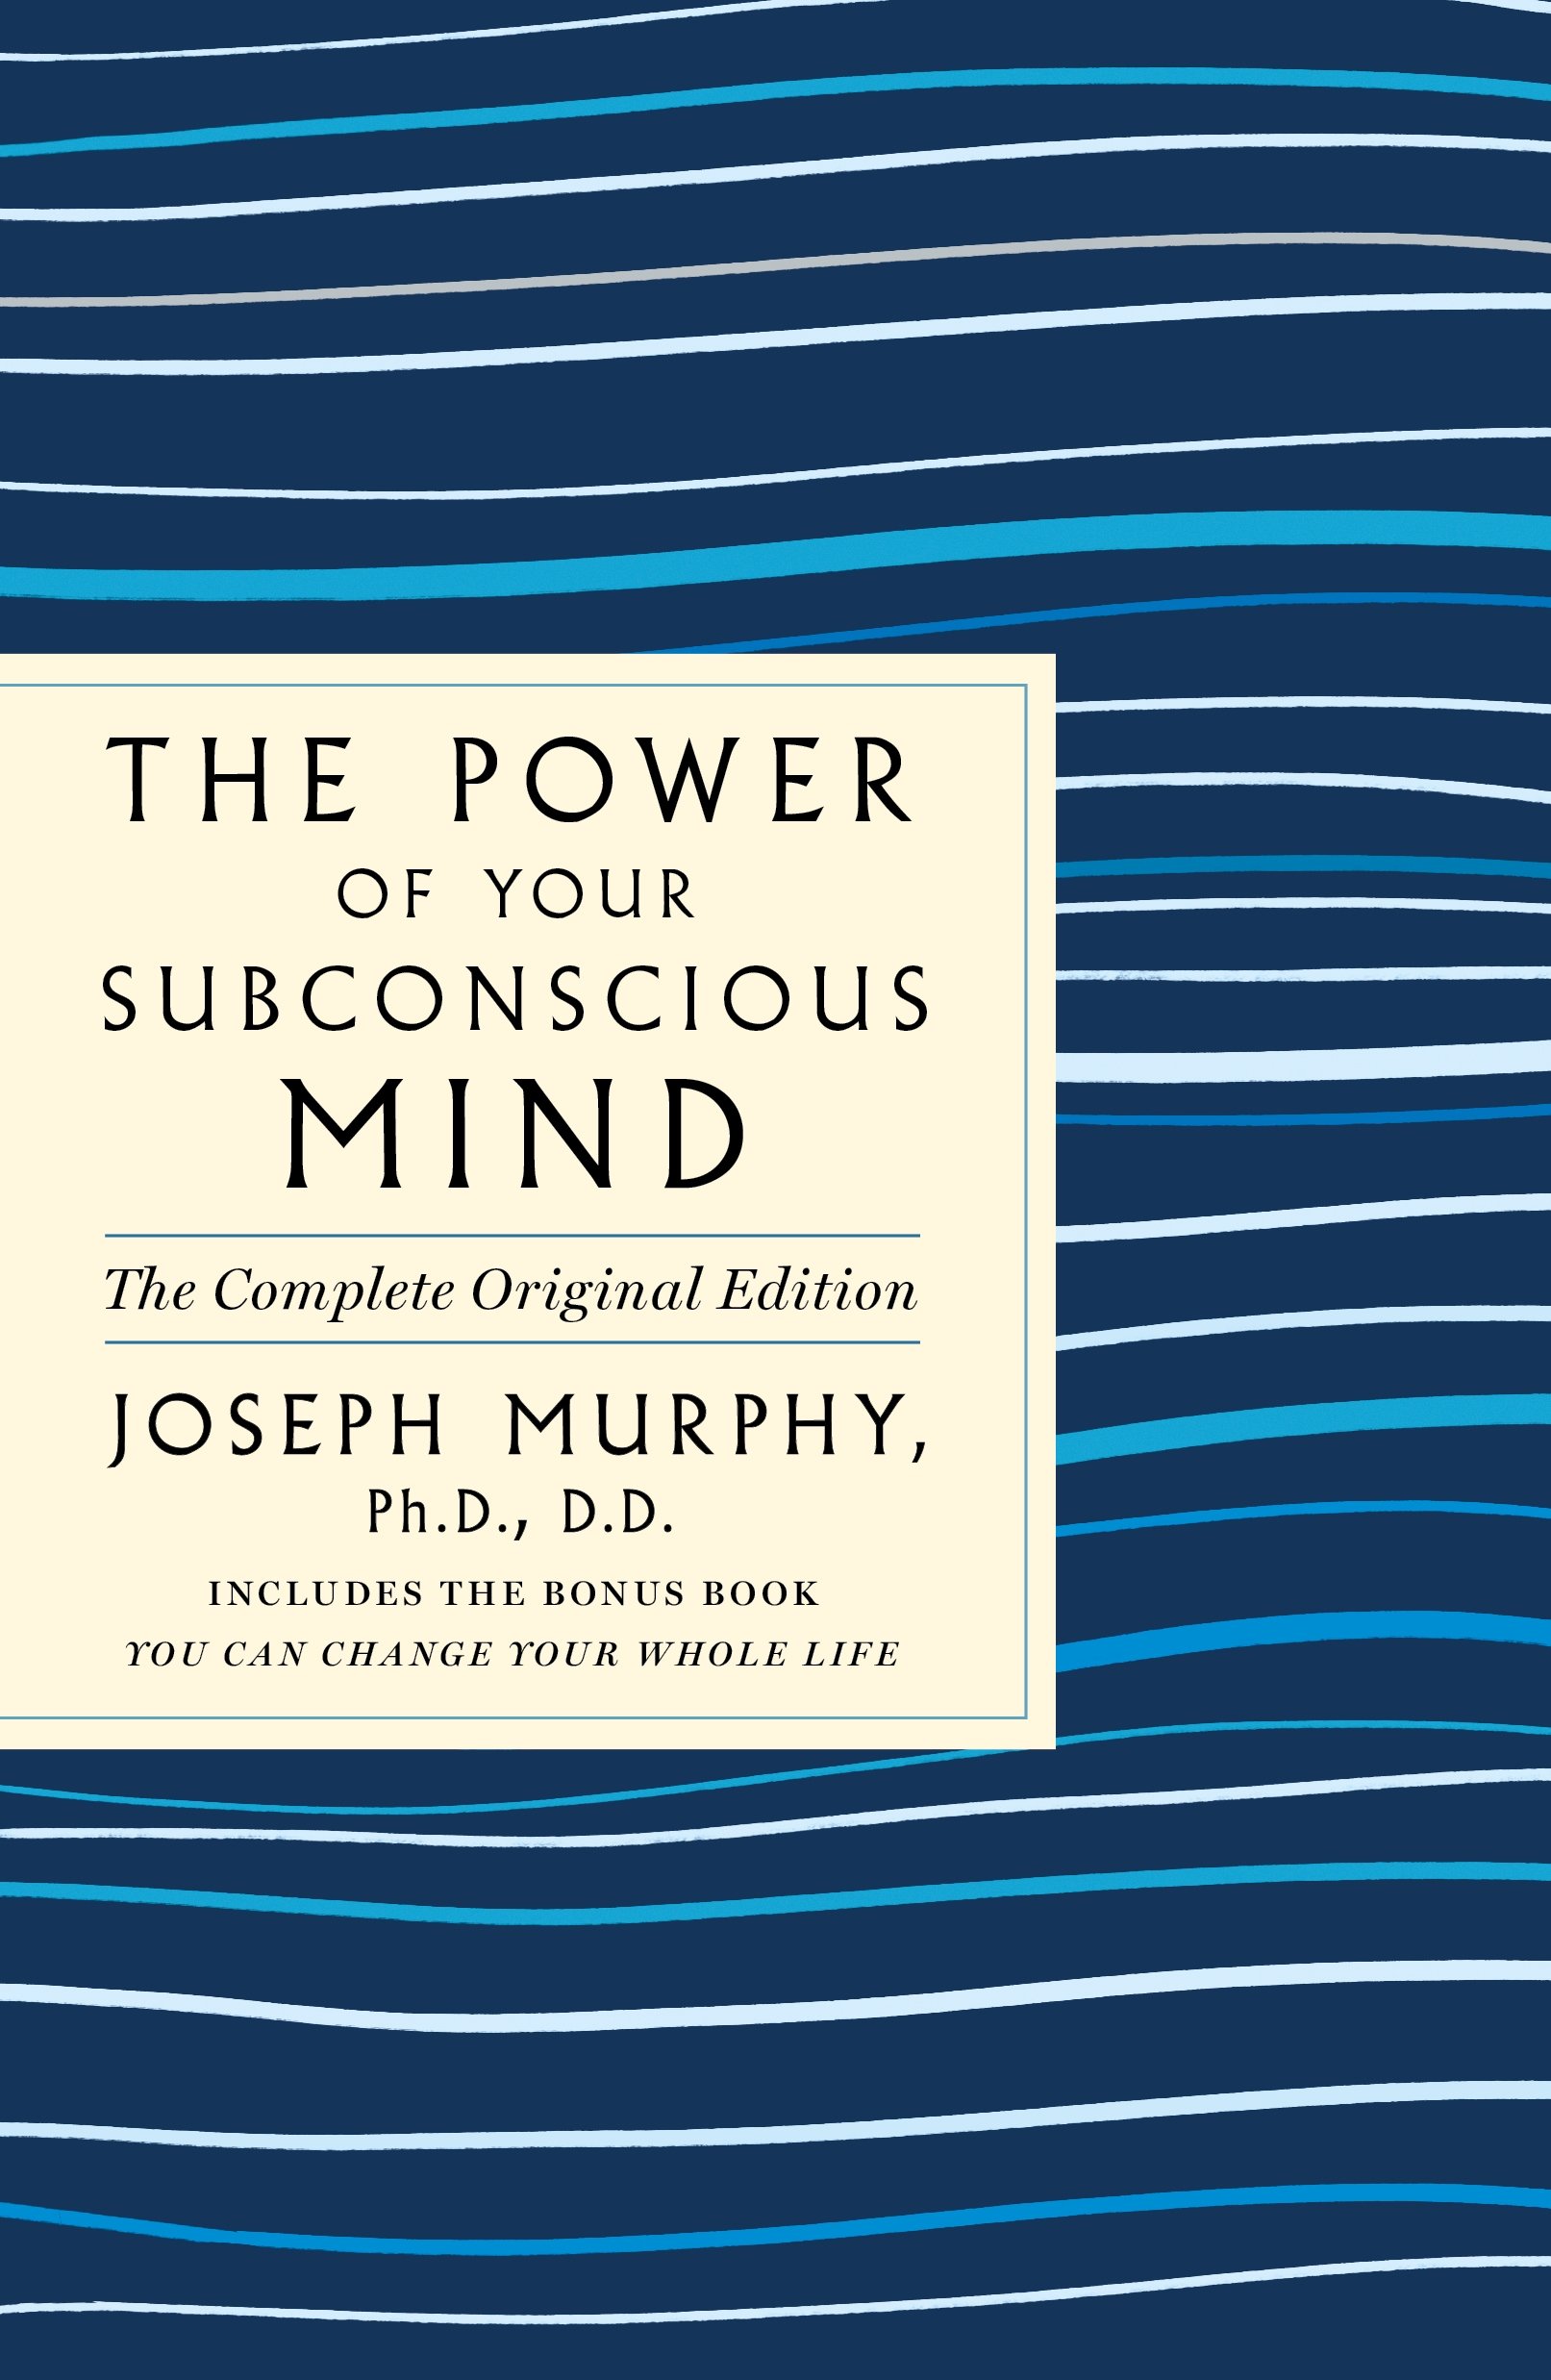 THE POWER
OF YOUR
SUBCONSCIOUS
MIND
The Complete Original Edition
JOSEPH MURPHY,
Ph.D., D.D.
INCLUDES THE BONUS BOOK
YOU CAN CHANGE YOUR WHOLE LIFE